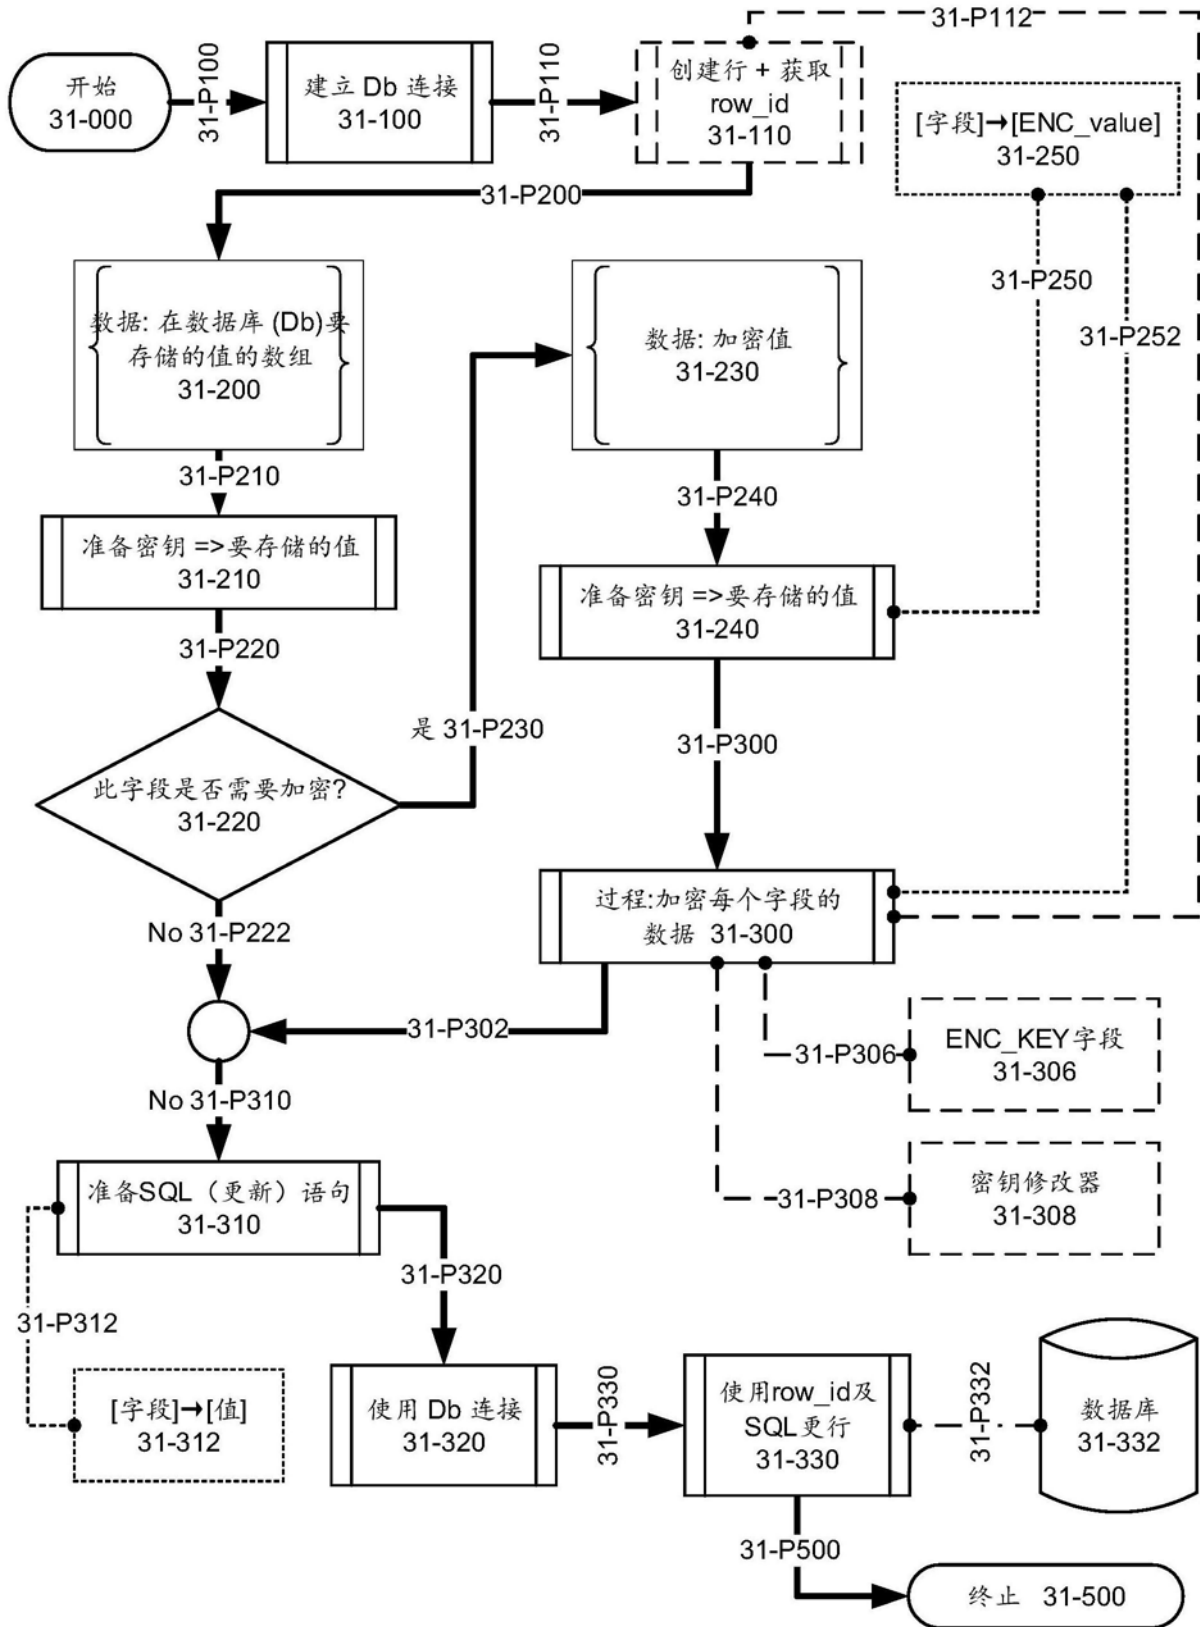 31-P112
开始
31-000
31-P100
建立 Db 连接
31-100
31-P110
创建行 + 获取
row_id
31-110
[字段]→[ENC_value]
31-250
31-P200
31-P250
31-P252
数据: 在数据库 (Db)要
存储的值的数组
31-200
数据: 加密值
31-230
31-P210
31-P240
准备密钥 =>要存储的值
31-210
准备密钥 =>要存储的值
31-240
31-P220
是 31-P230
31-P300
此字段是否需要加密?
31-220
过程:加密每个字段的
数据 31-300
No 31-P222
31-P302
31-P306
ENC_KEY字段
31-306
No 31-P310
准备SQL（更新）语句
31-310
31-P308
密钥修改器
31-308
31-P320
31-P312
[字段]→[值]
31-312
使用 Db 连接
31-320
31-P330
使用row_id及
SQL更行
31-330
31-P332
数据库
31-332
31-P500
终止 31-500